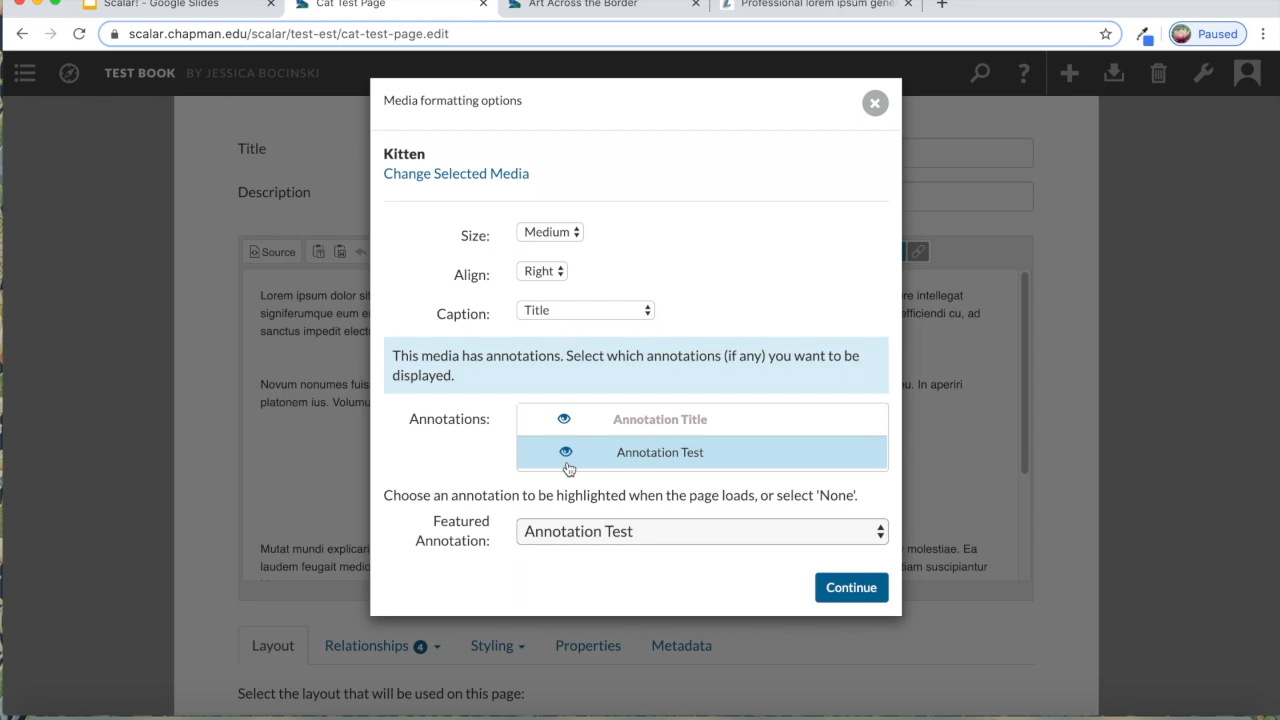 Scalar! - Google Slides
Cat Test Page
Art Across the Border
Professional lorem ipsum gene
scalar.chapman.edu/scalar/test-est/cat-test-page.edit
Paused
TEST BOOK BY JESSICA BOCINSKI
Media formatting options
Kitten
Change Selected Media
Title
Description
Size: Medium
Align: Right
Caption: Title
Source
Lorem ipsum dolor sit
re intellegat
signiferumque eum e
efficiendi cu, ad
sanctus impedit elect
This media has annotations. Select which annotations (if any) you want to be
displayed.
Novum nonumes fuis
eu. In aperiri
platonem ius. Volumu
Annotations: Annotation Title
Annotation Test
Choose an annotation to be highlighted when the page loads, or select 'None'.
Featured
Annotation:
Annotation Test
Mutat mundi explicari
molestiae. Ea
laudem feugait medio
iam suscipiantur
Continue
Layout Relationships 4 Styling Properties Metadata
Select the layout that will be used on this page: